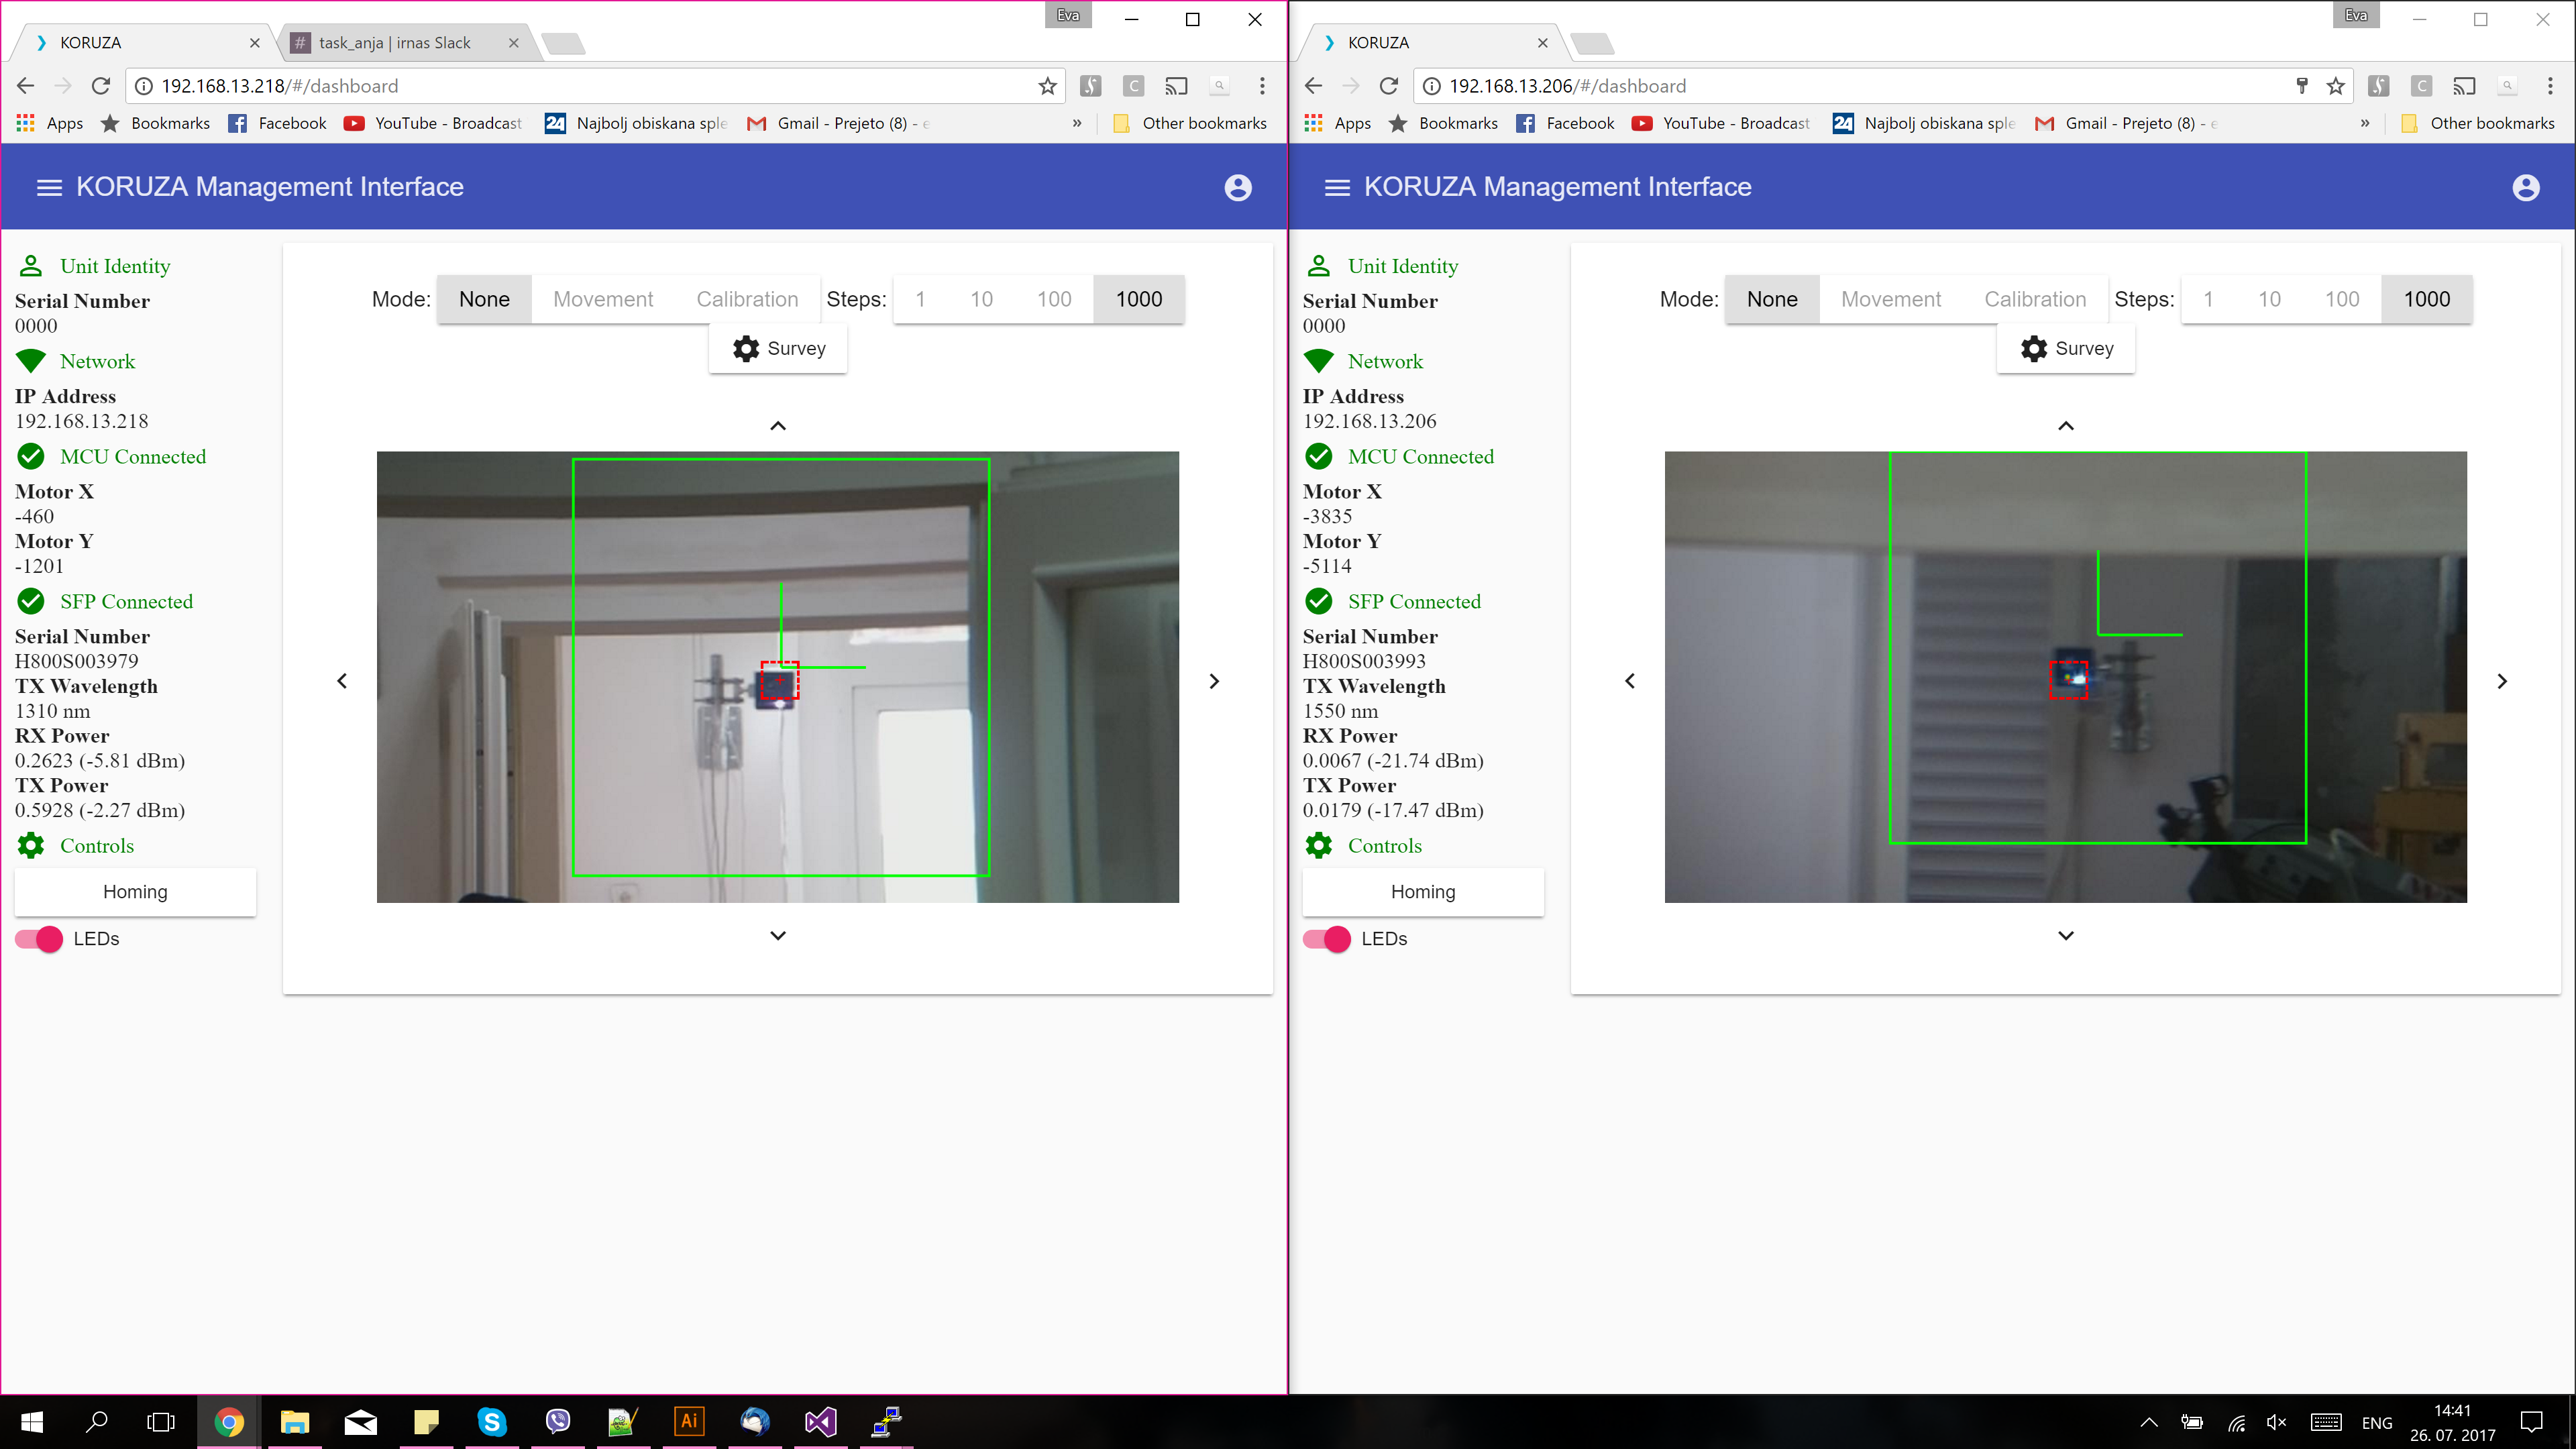 Eva
KORUZA
task_anja | irnas Slack
192.168.13.218/#/dashboard
Apps
Bookmarks
Facebook
YouTube - Broadcast
24
Najbolj obiskana sple
Gmail - Prejeto (8) - e
»
Other bookmarks
KORUZA Management Interface
Unit Identity
Serial Number
0000
Network
IP Address
192.168.13.218
MCU Connected
Motor X
-460
Motor Y
-1201
SFP Connected
Serial Number
H800S003979
TX Wavelength
1310 nm
RX Power
0.2623 (-5.81 dBm)
TX Power
0.5928 (-2.27 dBm)
Controls
Homing
LEDs
Mode: None Movement Calibration Steps: 1 10 100 1000
Survey
Eva
KORUZA
192.168.13.206/#/dashboard
Apps
Bookmarks
Facebook
YouTube - Broadcast
24
Najbolj obiskana sple
Gmail - Prejeto (8) - e
»
Other bookmarks
KORUZA Management Interface
Unit Identity
Serial Number
0000
Network
IP Address
192.168.13.206
MCU Connected
Motor X
-3835
Motor Y
-5114
SFP Connected
Serial Number
H800S003993
TX Wavelength
1550 nm
RX Power
0.0067 (-21.74 dBm)
TX Power
0.0179 (-17.47 dBm)
Controls
Homing
LEDs
Mode: None Movement Calibration Steps: 1 10 100 1000
Survey
Ai
ENG
14:41
26. 07. 2017